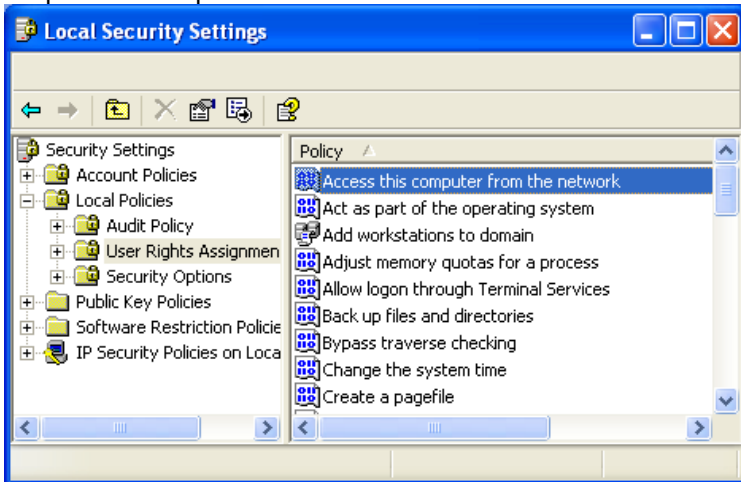 Local Security Settings
Security Settings
Account Policies
Local Policies
Audit Policy
User Rights Assignmen
Security Options
Public Key Policies
Software Restriction Policie
IP Security Policies on Loca
Policy
Access this computer from the network
Act as part of the operating system
Add workstations to domain
Adjust memory quotas for a process
Allow logon through Terminal Services
Back up files and directories
Bypass traverse checking
Change the system time
Create a pagefile